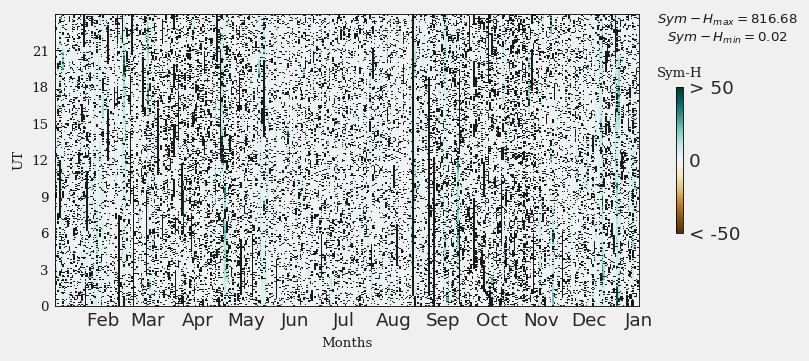 Sym − H_max = 816.68
Sym − H_min = 0.02
Sym-H
> 50
0
< -50
21
18
15
12
9
6
3
0
UT
Feb Mar Apr May Jun Jul Aug Sep Oct Nov Dec Jan
Months